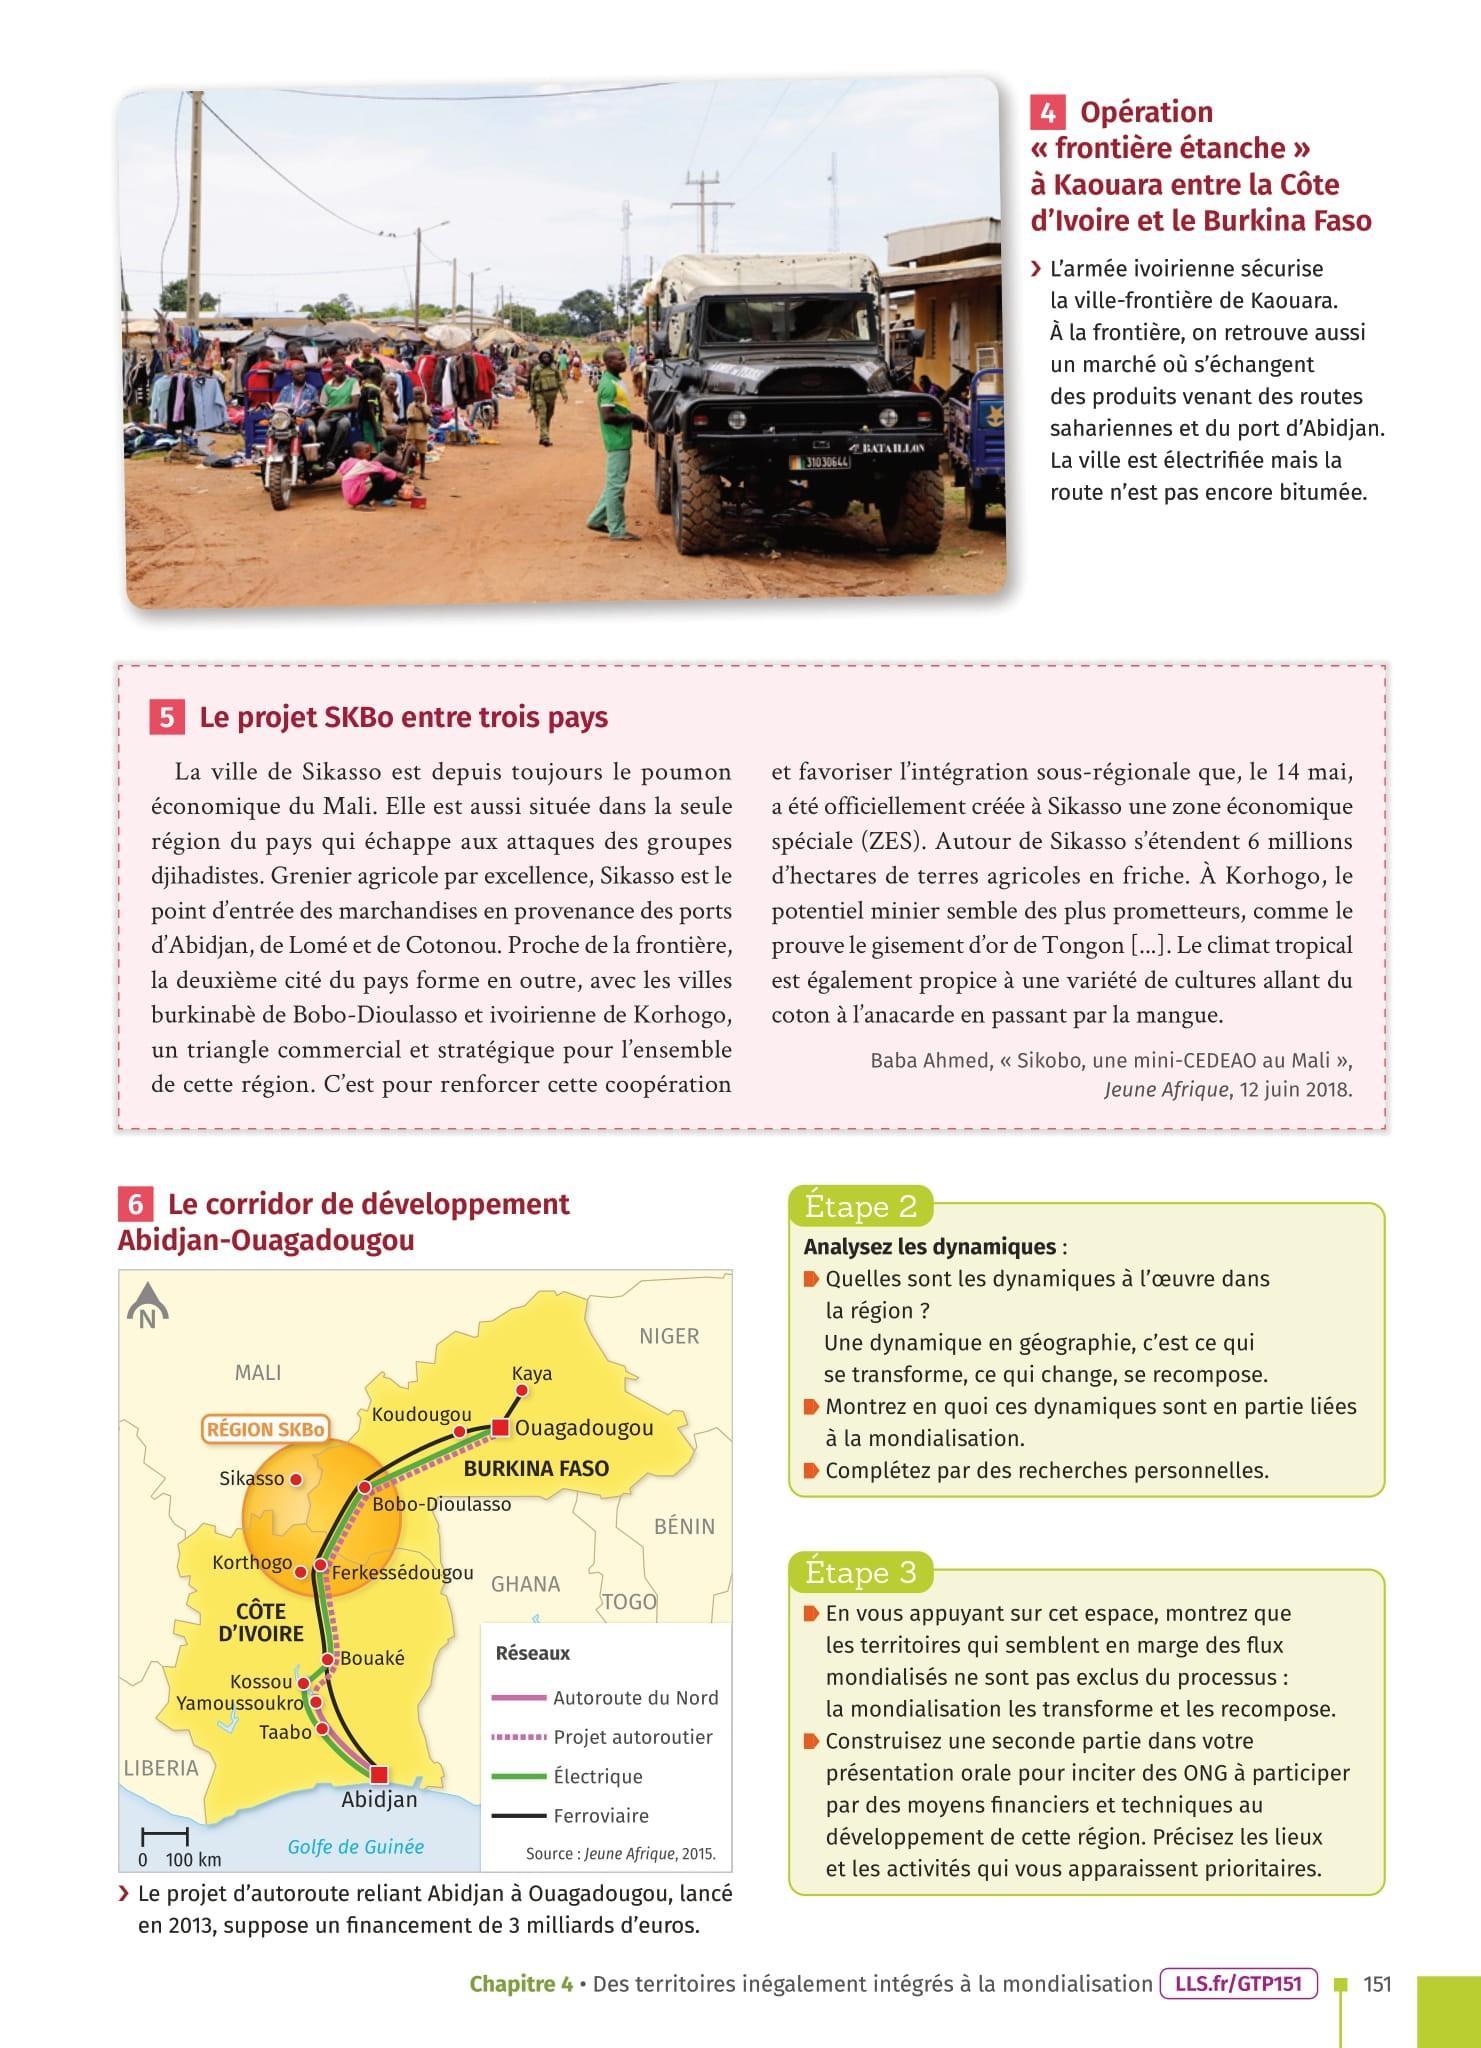 4 Opération
« frontière étanche »
à Kaouara entre la Côte
d’Ivoire et le Burkina Faso
› L’armée ivoirienne sécurise
la ville-frontière de Kaouara.
À la frontière, on retrouve aussi
un marché où s’échangent
des produits venant des routes
sahariennes et du port d’Abidjan.
La ville est électrifiée mais la
route n’est pas encore bitumée.
4e BATAILLON
31030644
5 Le projet SKBo entre trois pays
La ville de Sikasso est depuis toujours le poumon
économique du Mali. Elle est aussi située dans la seule
région du pays qui échappe aux attaques des groupes
djihadistes. Grenier agricole par excellence, Sikasso est le
point d’entrée des marchandises en provenance des ports
d’Abidjan, de Lomé et de Cotonou. Proche de la frontière,
la deuxième cité du pays forme en outre, avec les villes
burkinabè de Bobo-Dioulasso et ivoirienne de Korhogo,
un triangle commercial et stratégique pour l’ensemble
de cette région. C’est pour renforcer cette coopération
et favoriser l’intégration sous-régionale que, le 14 mai,
a été officiellement créée à Sikasso une zone économique
spéciale (ZES). Autour de Sikasso s’étendent 6 millions
d’hectares de terres agricoles en friche. À Korhogo, le
potentiel minier semble des plus prometteurs, comme le
prouve le gisement d’or de Tongon [...]. Le climat tropical
est également propice à une variété de cultures allant du
coton à l’anacarde en passant par la mangue.
Baba Ahmed, « Sikobo, une mini-CEDEAO au Mali »,
Jeune Afrique, 12 juin 2018.
6 Le corridor de développement
Abidjan-Ouagadougou
N
NIGER
MALI
Kaya
Koudougou
RÉGION SKBo
Ouagadougou
Sikasso
BURKINA FASO
Bobo-Dioulasso
BÉNIN
Korthogo
Ferkessédougou
GHANA
TOGO
CÔTE
D’IVOIRE
Bouaké
Kossou
Yamoussoukro
Taabo
LIBERIA
Abidjan
Golfe de Guinée
0 100 km
Réseaux
Autoroute du Nord
Projet autoroutier
Électrique
Ferroviaire
Source : Jeune Afrique, 2015.
› Le projet d’autoroute reliant Abidjan à Ouagadougou, lancé
en 2013, suppose un financement de 3 milliards d’euros.
Étape 2
Analysez les dynamiques :
Quelles sont les dynamiques à l’œuvre dans
la région ?
Une dynamique en géographie, c’est ce qui
se transforme, ce qui change, se recompose.
Montrez en quoi ces dynamiques sont en partie liées
à la mondialisation.
Complétez par des recherches personnelles.
Étape 3
En vous appuyant sur cet espace, montrez que
les territoires qui semblent en marge des flux
mondialisés ne sont pas exclus du processus :
la mondialisation les transforme et les recompose.
Construisez une seconde partie dans votre
présentation orale pour inciter des ONG à participer
par des moyens financiers et techniques au
développement de cette région. Précisez les lieux
et les activités qui vous apparaissent prioritaires.
Chapitre 4 • Des territoires inégalement intégrés à la mondialisation LLS.fr/GTP151 151